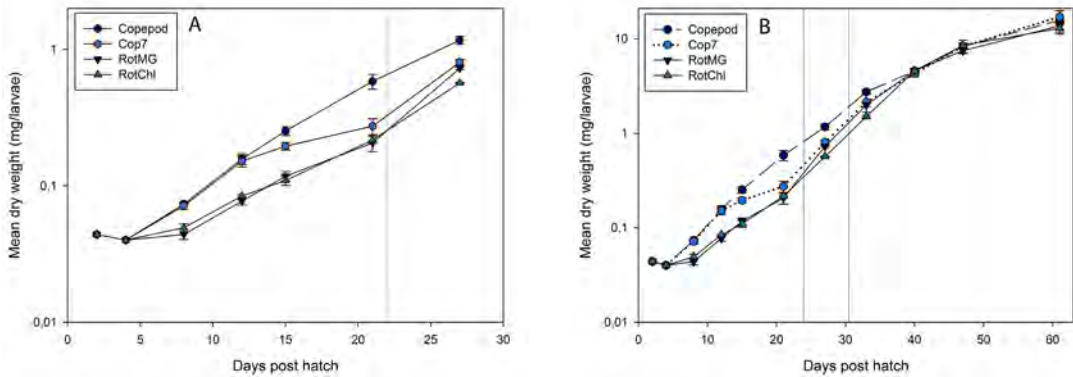 A
Copepod
Cop7
RotMG
RotChl
1
0,1
0,01
Mean dry weight (mg/larvae)
0 5 10 15 20 25 30
Days post hatch
B
Copepod
Cop7
RotMG
RotChl
10
1
0,1
0,01
Mean dry weight (mg/larvae)
0 10 20 30 40 50 60
Days post hatch